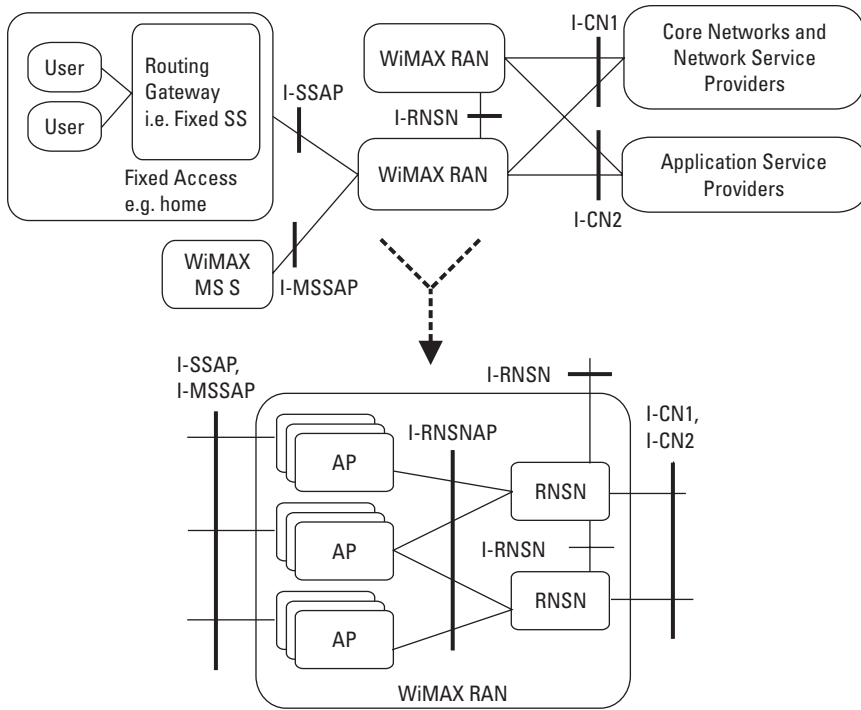 User
User
Routing
Gateway
i.e. Fixed SS
Fixed Access
e.g. home
I-SSAP
WiMAX
MS S
I-MSSAP
WiMAX RAN
I-RNSN
WiMAX RAN
I-CN1
I-CN2
Core Networks and
Network Service
Providers
Application Service
Providers
I-SSAP,
I-MSSAP
AP
AP
AP
I-RNSNAP
I-RNSN
RNSN
I-RNSN
RNSN
I-CN1,
I-CN2
WiMAX RAN